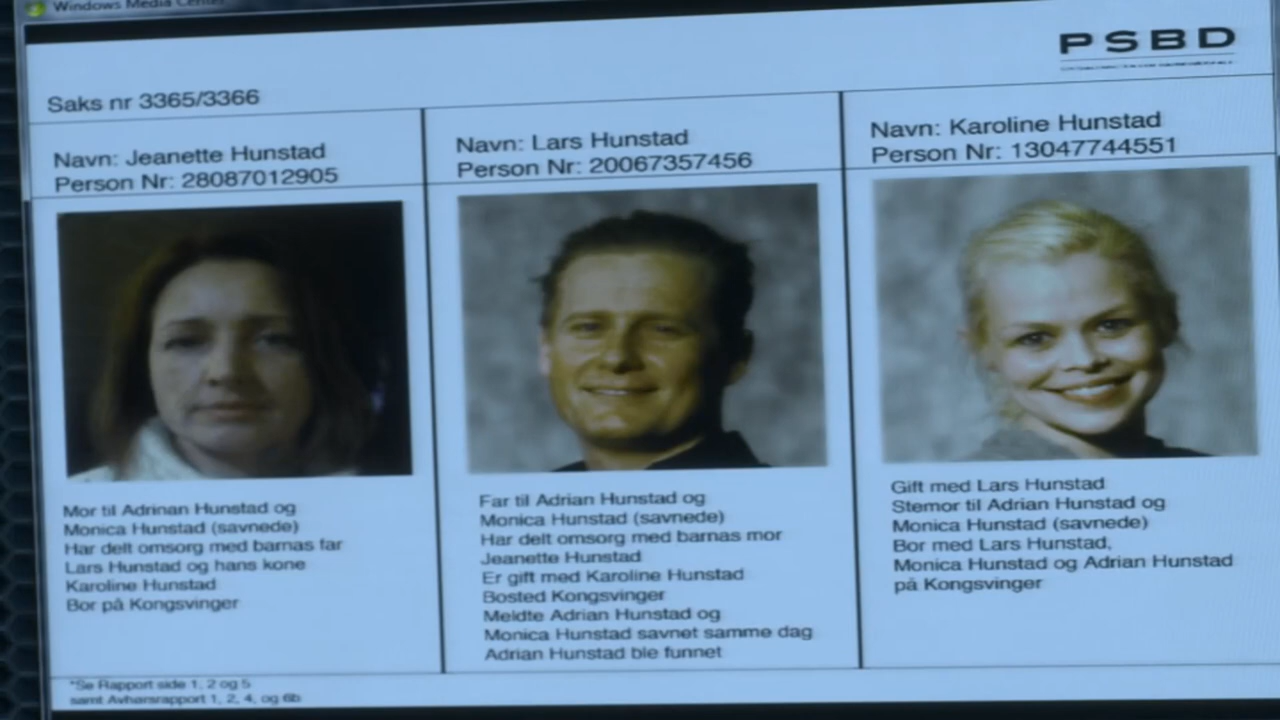 Windows Media Center
PSBD
Saks nr 3365/3366
Navn: Jeanette Hunstad
Person Nr: 28087012905
Mor til Adrinan Hunstad og
Monica Hunstad (savnede)
Har delt omsorg med barnas far
Lars Hunstad og hans kone
Karoline Hunstad
Bor på Kongsvinger
Navn: Lars Hunstad
Person Nr: 20067357456
Far til Adrian Hunstad og
Monica Hunstad (savnede)
Har delt omsorg med barnas mor
Jeanette Hunstad
Er gift med Karoline Hunstad
Bosted Kongsvinger
Meldte Adrian Hunstad og
Monica Hunstad savnet samme dag
Adrian Hunstad ble funnet
Navn: Karoline Hunstad
Person Nr: 13047744551
Gift med Lars Hunstad
Stemor til Adrian Hunstad og
Monica Hunstad (savnede)
Bor med Lars Hunstad,
Monica Hunstad og Adrian Hunstad
på Kongsvinger
*Se Rapport side 1, 2 og 5
samt Avhørsrapport 1, 2, 4, og 6b